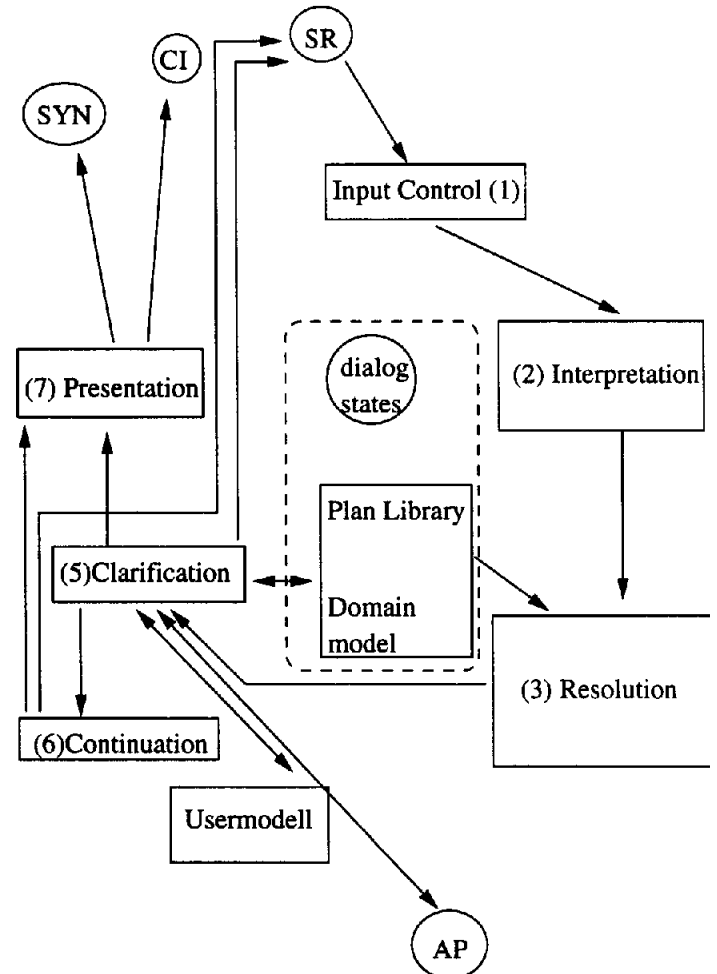 SR
CI
SYN
Input Control (1)
(7) Presentation
dialog
states
(2) Interpretation
Plan Library
(5)Clarification
Domain
model
(3) Resolution
(6)Continuation
Usermodell
AP